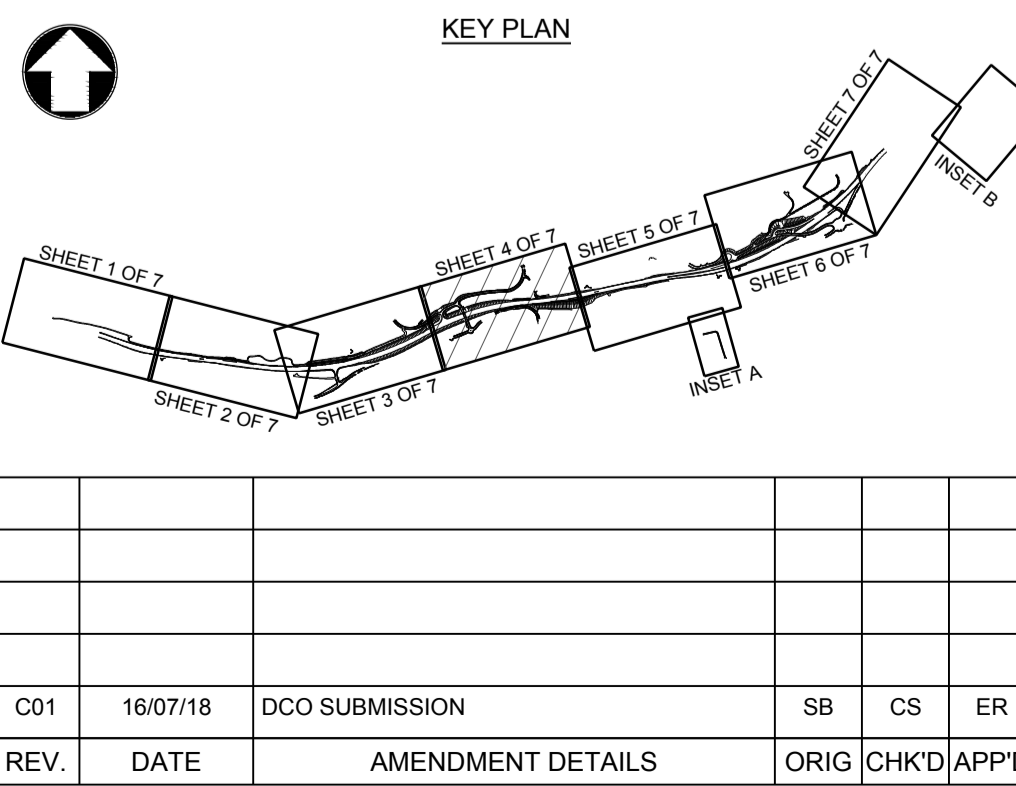 KEY PLAN
SHEET 1 OF 7
SHEET 2 OF 7
SHEET 3 OF 7
SHEET 4 OF 7
SHEET 5 OF 7
SHEET 6 OF 7
SHEET 7 OF 7
INSET A
INSET B
C01 16/07/18 DCO SUBMISSION SB CS ER
REV. DATE AMENDMENT DETAILS ORIG CHK'D APP'D